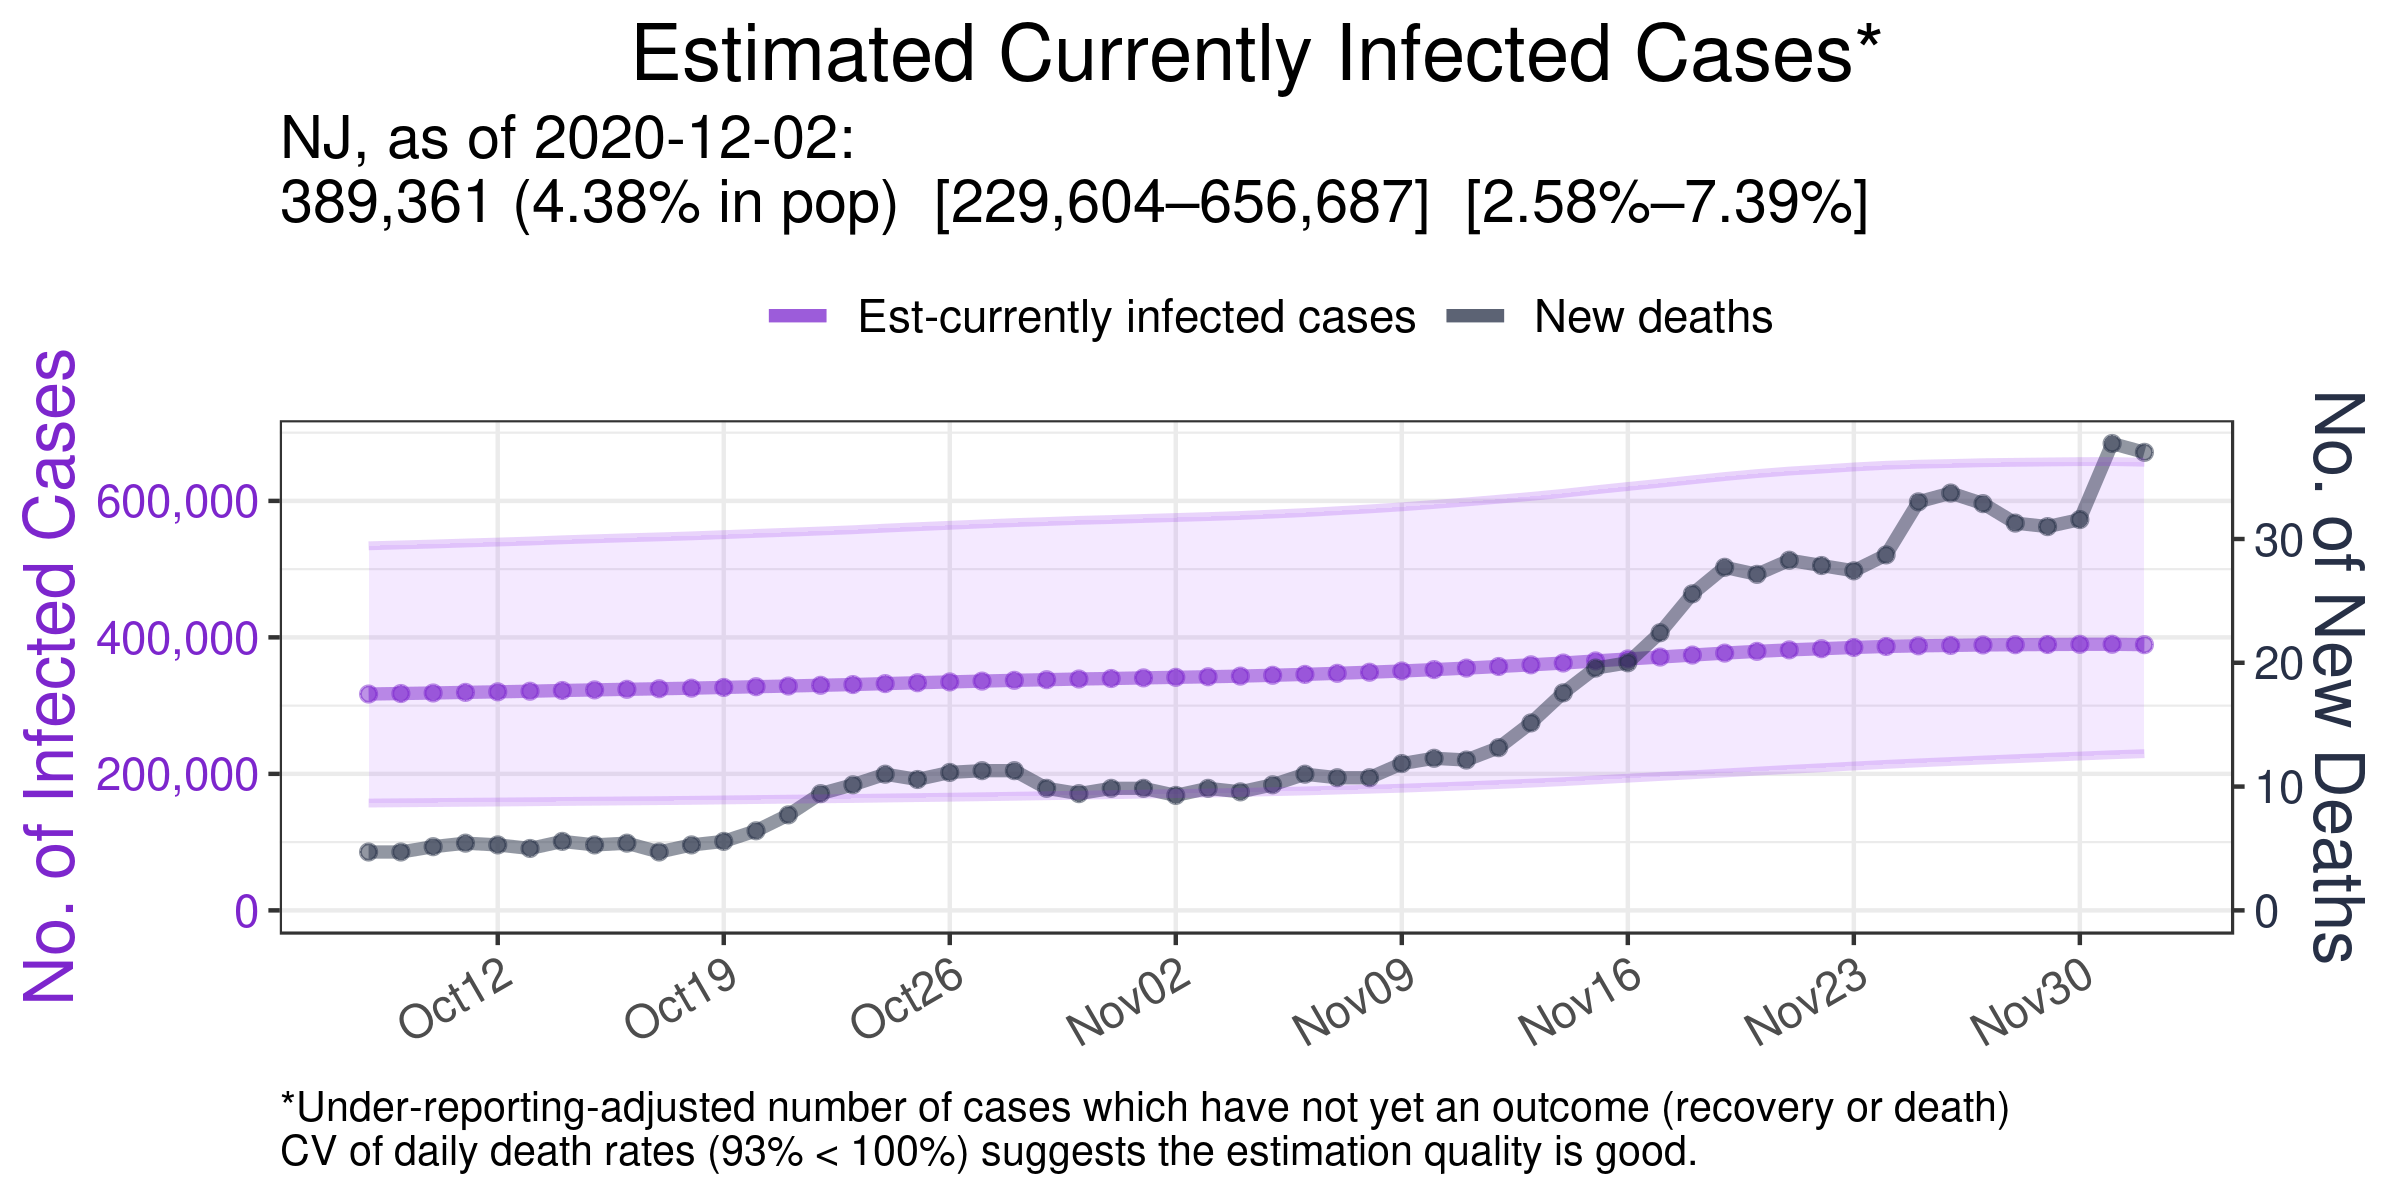 Estimated Currently Infected Cases*
NJ, as of 2020-12-02:
389,361 (4.38% in pop)  [229,604–656,687]  [2.58%–7.39%]
Est-currently infected cases
New deaths
No. of Infected Cases
600,000
400,000
200,000
0
No. of New Deaths
30
20
10
0
Oct12
Oct19
Oct26
Nov02
Nov09
Nov16
Nov23
Nov30
*Under-reporting-adjusted number of cases which have not yet an outcome (recovery or death)
CV of daily death rates (93% < 100%) suggests the estimation quality is good.